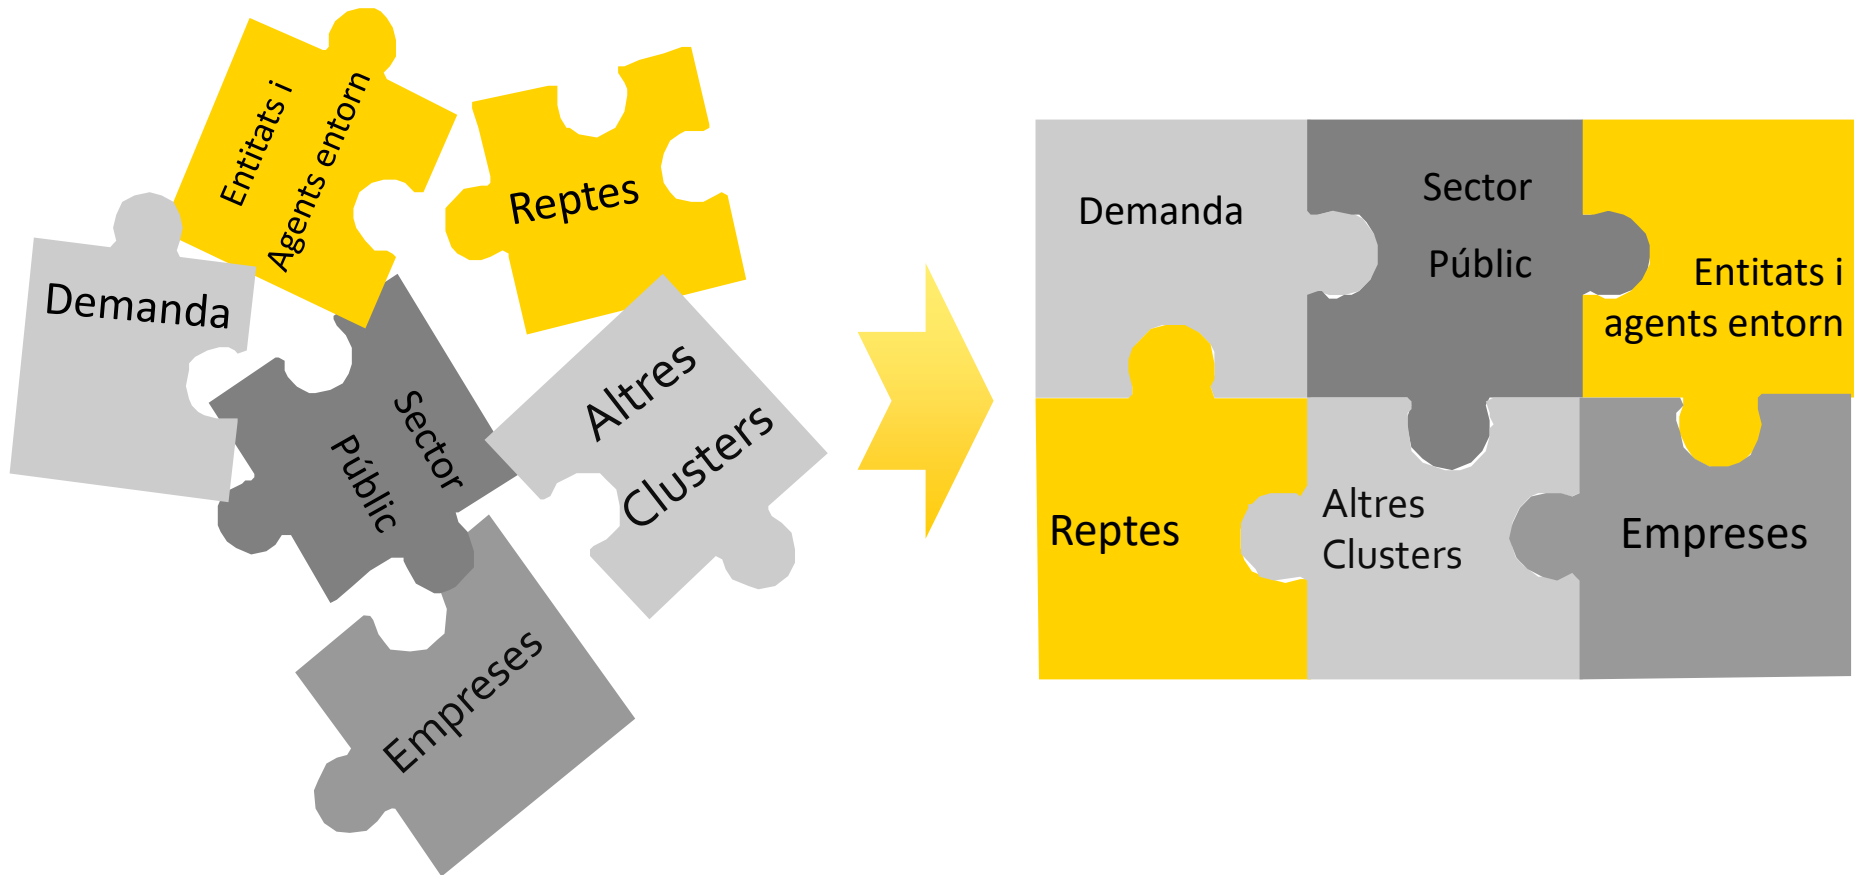 Entitats i
Agents entorn
Reptes
Demanda
Sector
Públic
Altres
Clusters
Empreses
Demanda
Sector
Públic
Entitats i
agents entorn
Reptes
Altres
Clusters
Empreses